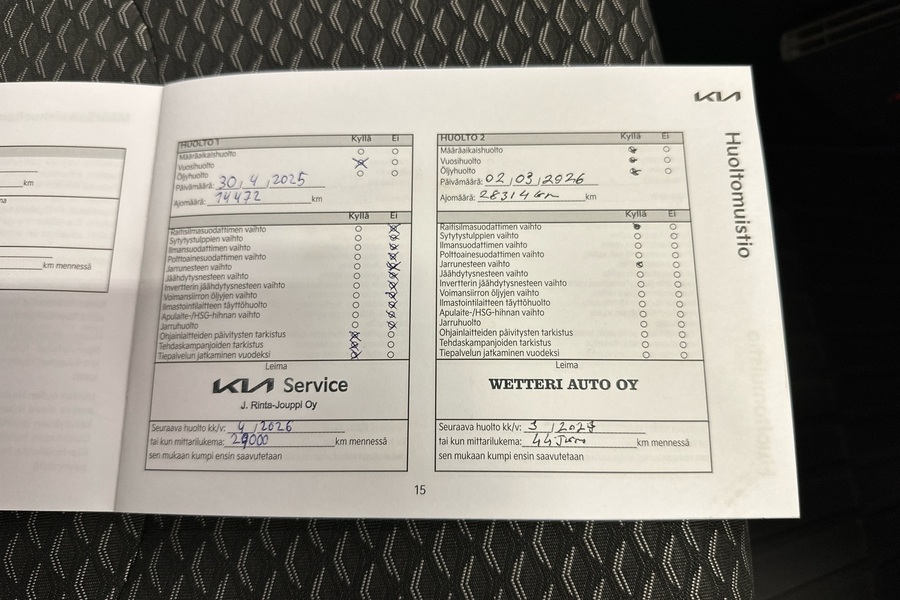 KIA
Huoltomuistio
km
km mennessä
HUOLTO 1 Kyllä Ei
Määräaikaishuolto
Vuosihuolto
Öljyhuolto
Päivämäärä: 30, 4, 2025
Ajomäärä: 14472 km
Kyllä Ei
Raitisilmasuodattimen vaihto
Sytytystulppien vaihto
Ilmansuodattimen vaihto
Polttoainesuodattimen vaihto
Jarrunesteen vaihto
Jäähdytysnesteen vaihto
Invertterin jäähdytysnesteen vaihto
Voimansiirron öljyjen vaihto
Ilmastointilaitteen täyttöhuolto
Apulaite-/HSG-hihnan vaihto
Jarruhuolto
Ohjainlaitteiden päivitysten tarkistus
Tehdaskampanjoiden tarkistus
Tiepalvelun jatkaminen vuodeksi
Leima
KIA Service
J. Rinta-Jouppi Oy
Seuraava huolto kk/v: 4, 2026
tai kun mittarilukema: 29000 km mennessä
sen mukaan kumpi ensin saavutetaan
HUOLTO 2 Kyllä Ei
Määräaikaishuolto
Vuosihuolto
Öljyhuolto
Päivämäärä: 02, 03, 2026
Ajomäärä: 28314 km km
Kyllä Ei
Raitisilmasuodattimen vaihto
Sytytystulppien vaihto
Ilmansuodattimen vaihto
Polttoainesuodattimen vaihto
Jarrunesteen vaihto
Jäähdytysnesteen vaihto
Invertterin jäähdytysnesteen vaihto
Voimansiirron öljyjen vaihto
Ilmastointilaitteen täyttöhuolto
Apulaite-/HSG-hihnan vaihto
Jarruhuolto
Ohjainlaitteiden päivitysten tarkistus
Tehdaskampanjoiden tarkistus
Tiepalvelun jatkaminen vuodeksi
Leima
WETTERI AUTO OY
Seuraava huolto kk/v: 3, 2027
tai kun mittarilukema: km mennessä
sen mukaan kumpi ensin saavutetaan
15